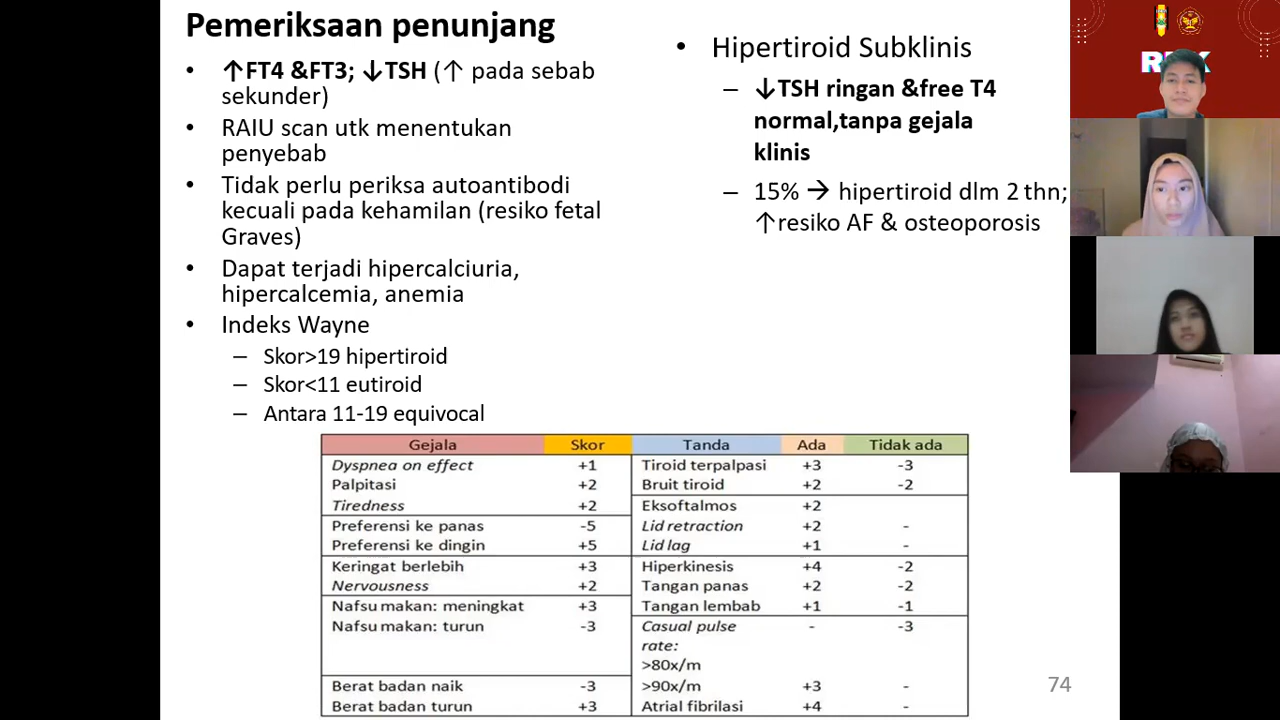 Pemeriksaan penunjang
• ↑FT4 &FT3; ↓TSH (↑ pada sebab
sekunder)
• RAIU scan utk menentukan
penyebab
• Tidak perlu periksa autoantibodi
kecuali pada kehamilan (resiko fetal
Graves)
• Dapat terjadi hipercalciuria,
hipercalcemia, anemia
• Indeks Wayne
– Skor>19 hipertiroid
– Skor<11 eutiroid
– Antara 11-19 equivocal
• Hipertiroid Subklinis
– ↓TSH ringan &free T4
normal,tanpa gejala
klinis
– 15% → hipertiroid dlm 2 thn;
↑resiko AF & osteoporosis
Gejala Skor Tanda Ada Tidak ada
Dyspnea on effect +1 Tiroid terpalpasi +3 -3
Palpitasi +2 Bruit tiroid +2 -2
Tiredness +2 Eksoftalmos +2
Preferensi ke panas -5 Lid retraction +2 -
Preferensi ke dingin +5 Lid lag +1 -
Keringat berlebih +3 Hiperkinesis +4 -2
Nervousness +2 Tangan panas +2 -2
Nafsu makan: meningkat +3 Tangan lembab +1 -1
Nafsu makan: turun -3 Casual pulse - -3
rate:
>80x/m
Berat badan naik -3 >90x/m +3 -
Berat badan turun +3 Atrial fibrilasi +4 -
74